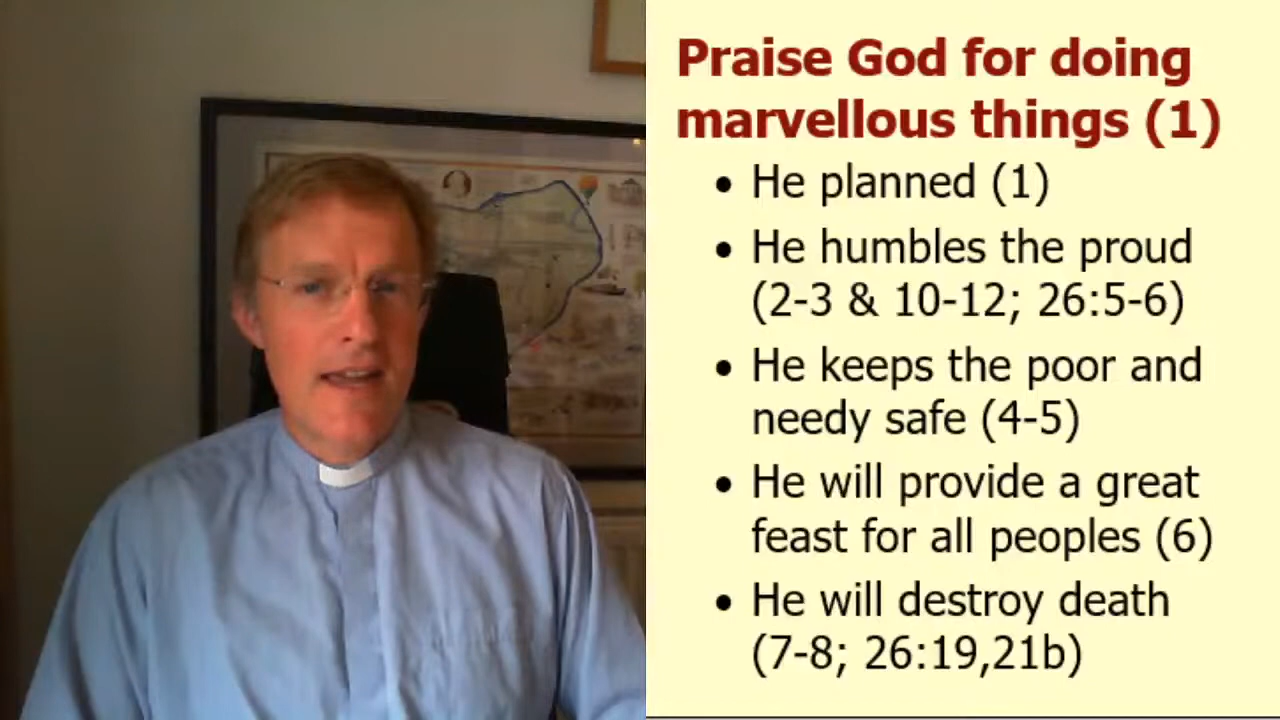 Praise God for doing
marvellous things (1)
• He planned (1)
• He humbles the proud
(2-3 & 10-12; 26:5-6)
• He keeps the poor and
needy safe (4-5)
• He will provide a great
feast for all peoples (6)
• He will destroy death
(7-8; 26:19,21b)